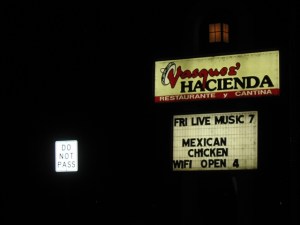 Vasquez'
HACIENDA
RESTAURANTE y CANTINA
FRI LIVE MUSIC 7
MEXICAN
CHICKEN
WIFI OPEN 4
DO
NOT
PASS